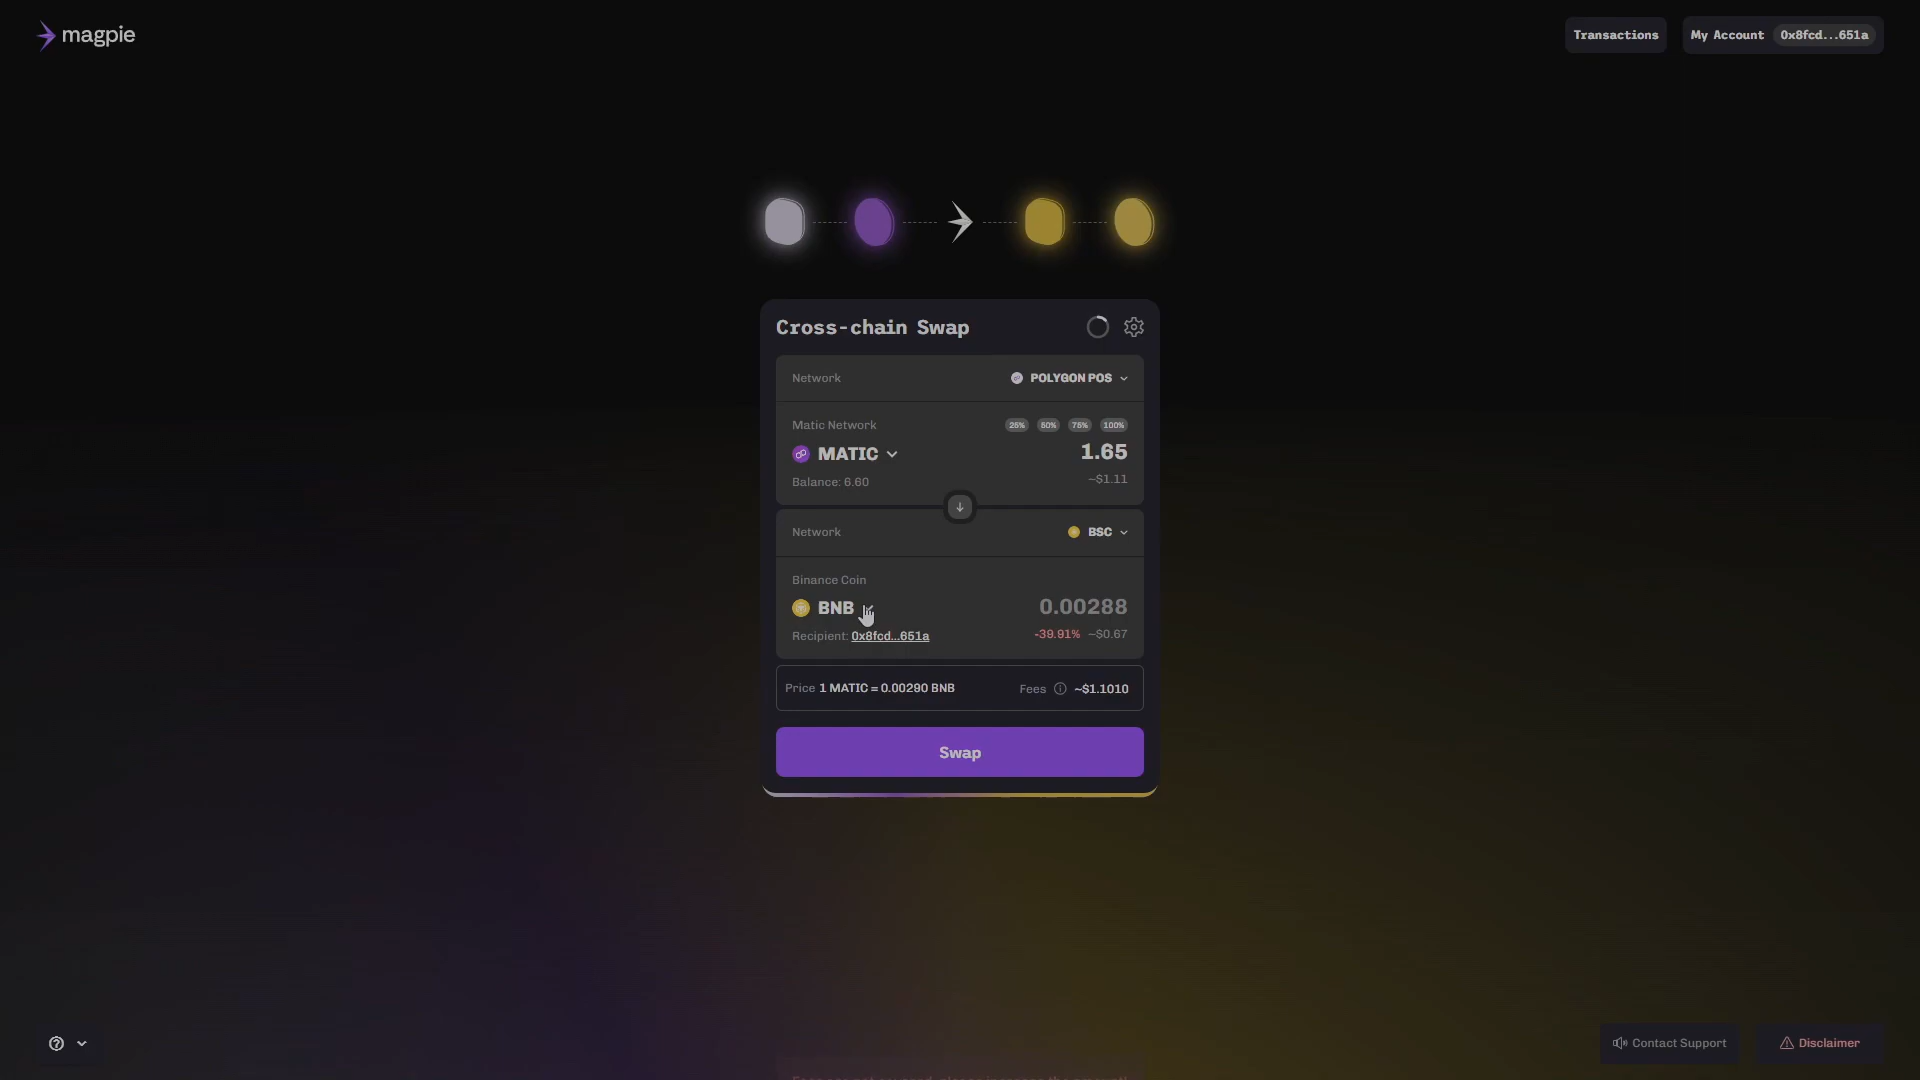 magpie
Transactions
My Account 0x8fcd...651a
Cross-chain Swap
Network POLYGON POS
Matic Network 25% 50% 75% 100%
MATIC 1.65
Balance: 6.60 ~$1.11
Network BSC
Binance Coin
BNB 0.00288
Recipient: 0x8fcd...651a -39.91% ~$0.67
Price 1 MATIC = 0.00290 BNB Fees ~$1.1010
Swap
Contact Support
Disclaimer